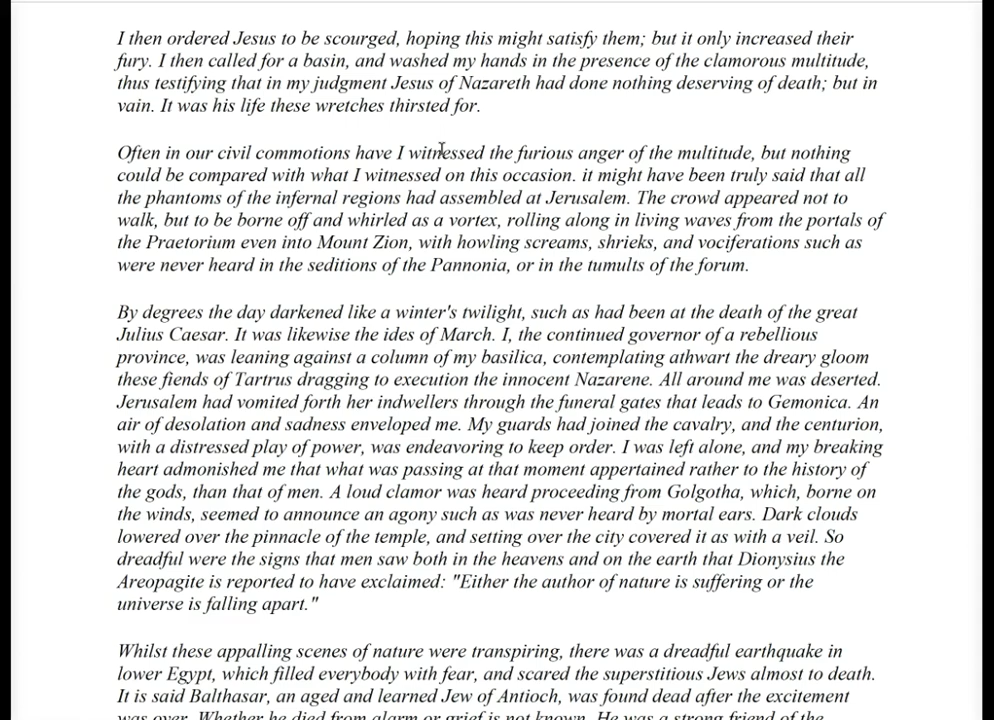 I then ordered Jesus to be scourged, hoping this might satisfy them; but it only increased their
fury. I then called for a basin, and washed my hands in the presence of the clamorous multitude,
thus testifying that in my judgment Jesus of Nazareth had done nothing deserving of death; but in
vain. It was his life these wretches thirsted for.
Often in our civil commotions have I witnessed the furious anger of the multitude, but nothing
could be compared with what I witnessed on this occasion. it might have been truly said that all
the phantoms of the infernal regions had assembled at Jerusalem. The crowd appeared not to
walk, but to be borne off and whirled as a vortex, rolling along in living waves from the portals of
the Praetorium even into Mount Zion, with howling screams, shrieks, and vociferations such as
were never heard in the seditions of the Pannonia, or in the tumults of the forum.
By degrees the day darkened like a winter's twilight, such as had been at the death of the great
Julius Caesar. It was likewise the ides of March. I, the continued governor of a rebellious
province, was leaning against a column of my basilica, contemplating athwart the dreary gloom
these fiends of Tartrus dragging to execution the innocent Nazarene. All around me was deserted.
Jerusalem had vomited forth her indwellers through the funeral gates that leads to Gemonica. An
air of desolation and sadness enveloped me. My guards had joined the cavalry, and the centurion,
with a distressed play of power, was endeavoring to keep order. I was left alone, and my breaking
heart admonished me that what was passing at that moment appertained rather to the history of
the gods, than that of men. A loud clamor was heard proceeding from Golgotha, which, borne on
the winds, seemed to announce an agony such as was never heard by mortal ears. Dark clouds
lowered over the pinnacle of the temple, and setting over the city covered it as with a veil. So
dreadful were the signs that men saw both in the heavens and on the earth that Dionysius the
Areopagite is reported to have exclaimed: "Either the author of nature is suffering or the
universe is falling apart."
Whilst these appalling scenes of nature were transpiring, there was a dreadful earthquake in
lower Egypt, which filled everybody with fear, and scared the superstitious Jews almost to death.
It is said Balthasar, an aged and learned Jew of Antioch, was found dead after the excitement
was over. Whether he died from alarm or grief is not known. He was a strong friend of the